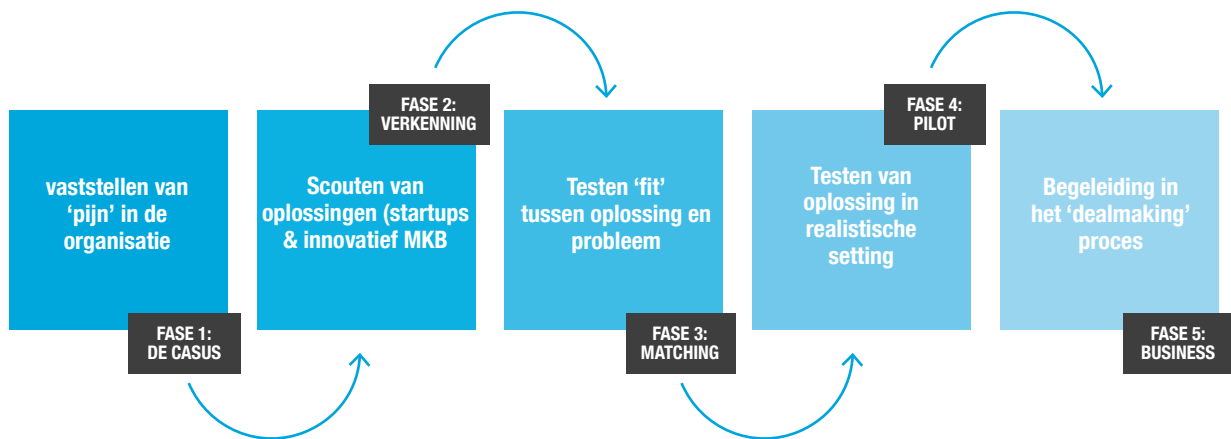 vaststellen van
‘pijn’ in de
organisatie
FASE 1:
DE CASUS
Scouten van
oplossingen (startups
& innovatief MKB
FASE 2:
VERKENNING
Testen ‘fit’
tussen oplossing en
probleem
FASE 3:
MATCHING
Testen van
oplossing in
realistische
setting
FASE 4:
PILOT
Begeleiding in
het ‘dealmaking’
proces
FASE 5:
BUSINESS